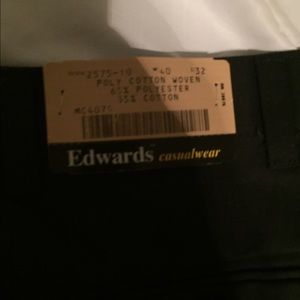 2575-10 40 32
POLY COTTON WOVEN
65% POLYESTER
35% COTTON
Edwards casualwear